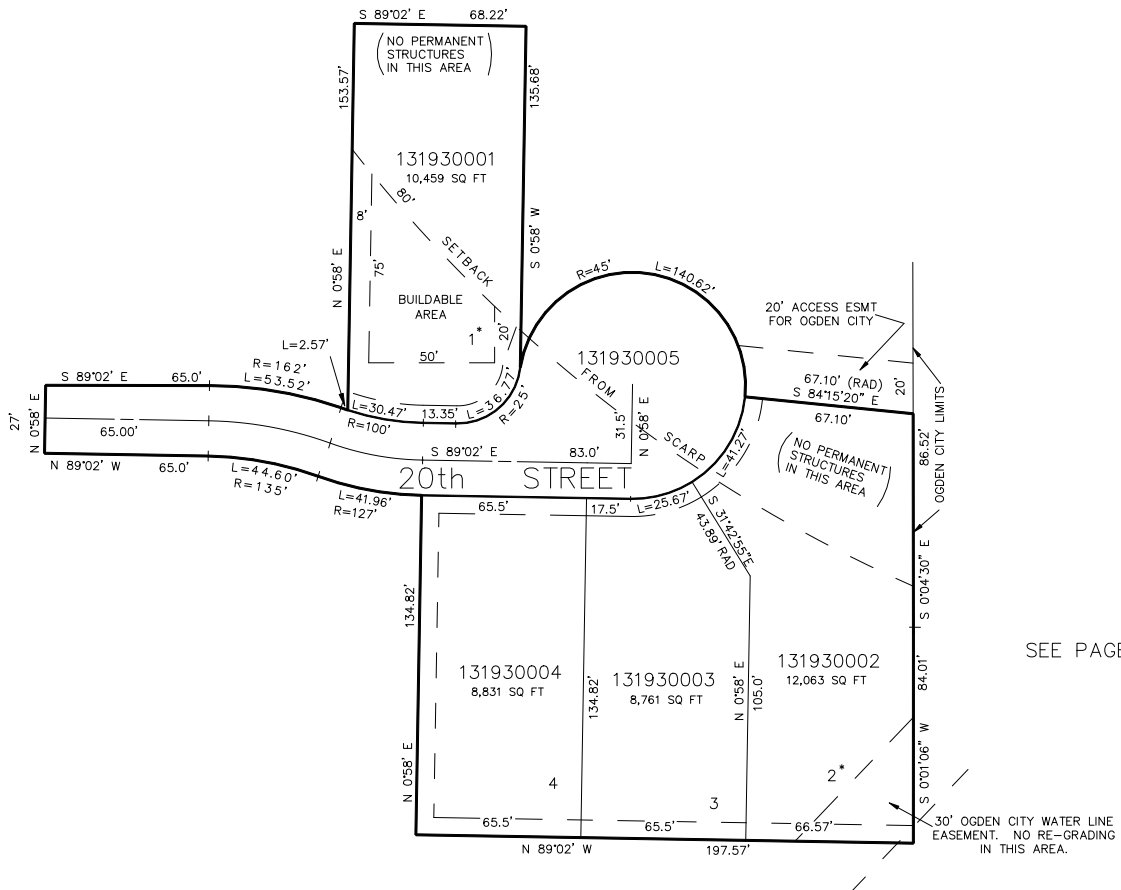 S 89°02' E 68.22'
(NO PERMANENT
STRUCTURES
IN THIS AREA)
153.57'
135.68'
131930001
10,459 SQ FT
80'
8'
SETBACK
S 0°58' W
N 0°58' E
75'
BUILDABLE
AREA
1*
20'
50'
R=45'
L=140.62'
20' ACCESS ESMT
FOR OGDEN CITY
131930005
FROM
SCARP
67.10' (RAD)
S 84°15'20" E
67.10'
20'
OGDEN CITY LIMITS
86.52'
L=2.57'
R=162'
L=53.52'
S 89°02' E 65.0'
27'
N 0°58' E
65.00'
N 89°02' W 65.0'
L=44.60'
R=135'
L=30.47'
R=100'
13.35'
L=36.77'
R=25'
31.5'
N 0°58' E
S 89°02' E 83.0'
20th STREET
L=41.27'
(NO PERMANENT
STRUCTURES
IN THIS AREA)
L=41.96'
R=127'
65.5'
17.5'
L=25.67'
S 31°42'55"E
43.89' RAD
S 0°04'30" E
134.82'
N 0°58' E
131930004
8,831 SQ FT
134.82'
131930003
8,761 SQ FT
N 0°58' E
105.0'
131930002
12,063 SQ FT
SEE PAGE
84.01'
S 0°01'06" W
4
3
2*
65.5'
65.5'
66.57'
N 89°02' W 197.57'
30' OGDEN CITY WATER LINE
EASEMENT. NO RE-GRADING
IN THIS AREA.